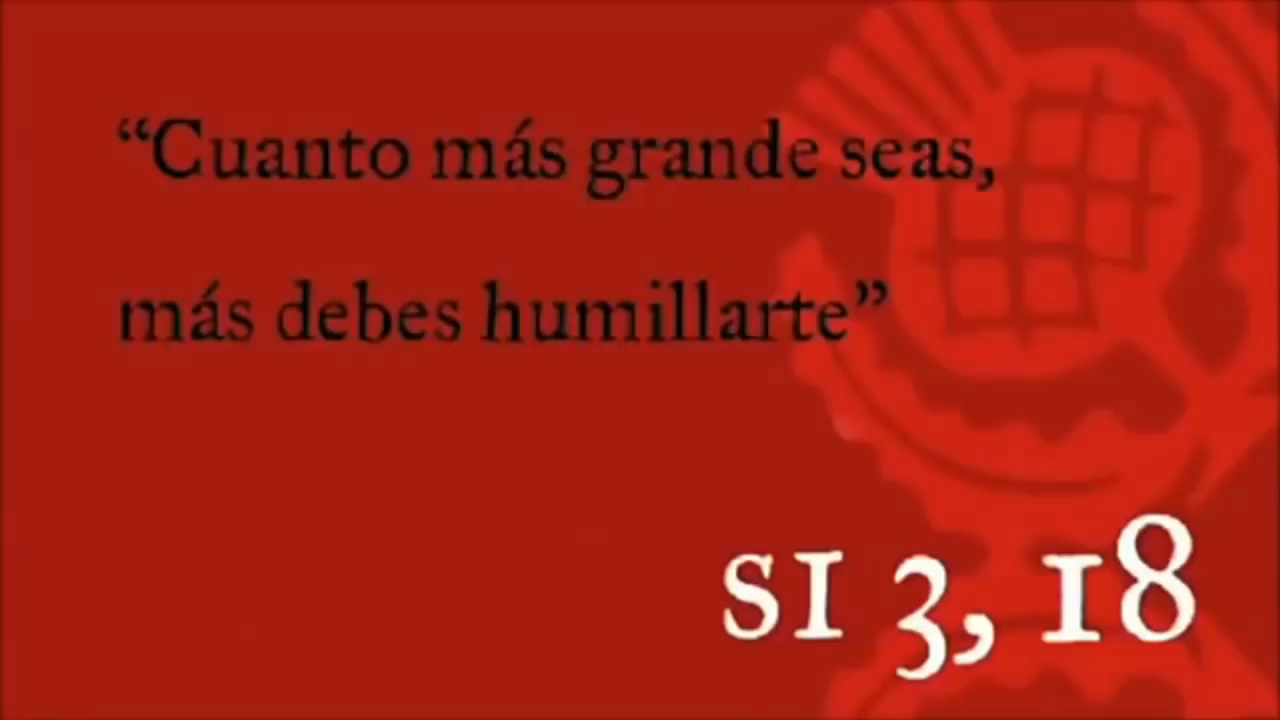 “Cuanto más grande seas,
más debes humillarte”
SI 3, 18